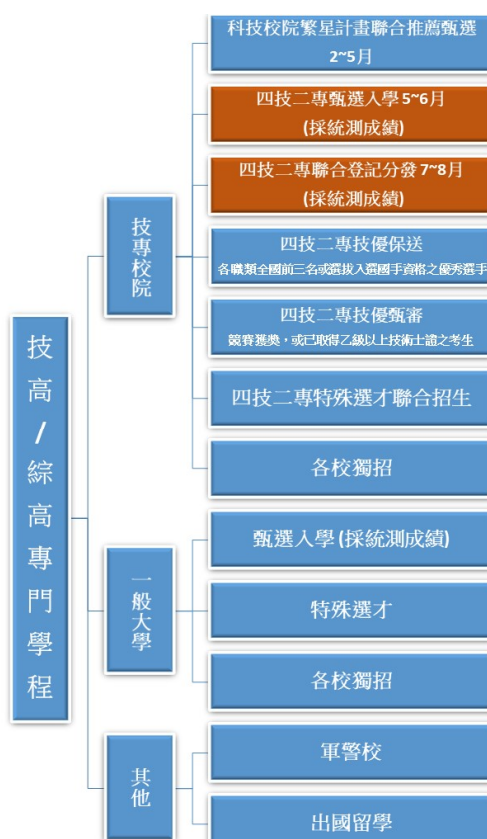 技高/綜高專門學程
技專校院
科技校院繁星計畫聯合推薦甄選
2~5月
四技二專甄選入學5~6月
(採統測成績)
四技二專聯合登記分發7~8月
(採統測成績)
四技二專技優保送
各職類全國前三名或選拔入選國手資格之優秀選手
四技二專技優甄審
競賽獲獎，或已取得乙級以上技術士證之考生
四技二專特殊選才聯合招生
各校獨招
一般大學
甄選入學(採統測成績)
特殊選才
各校獨招
其他
軍警校
出國留學